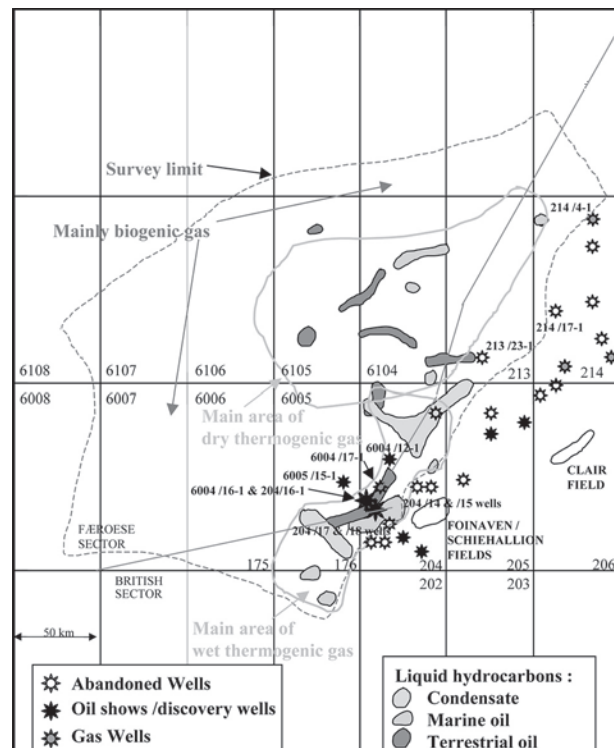 Survey limit
214 /4-1
Mainly biogenic gas
214 /17-1
213 /23-1
6108 6107 6106 6105 6104 213 214
6008 6007 6006 6005
Main area of
dry thermogenic gas
6004 /12-1
6004 /17-1
6005 /15-1
6004 /16-1 & 204/16-1
CLAIR
FIELD
204 /14 & /15 wells
204 /17 & /18 wells
FOINAVEN /
SCHIEHALLION
FIELDS
FÆROESE
SECTOR
175 176 204 205 206
BRITISH
SECTOR
202 203
Main area of
wet thermogenic gas
50 km
Abandoned Wells
Oil shows /discovery wells
Gas Wells
Liquid hydrocarbons :
Condensate
Marine oil
Terrestrial oil